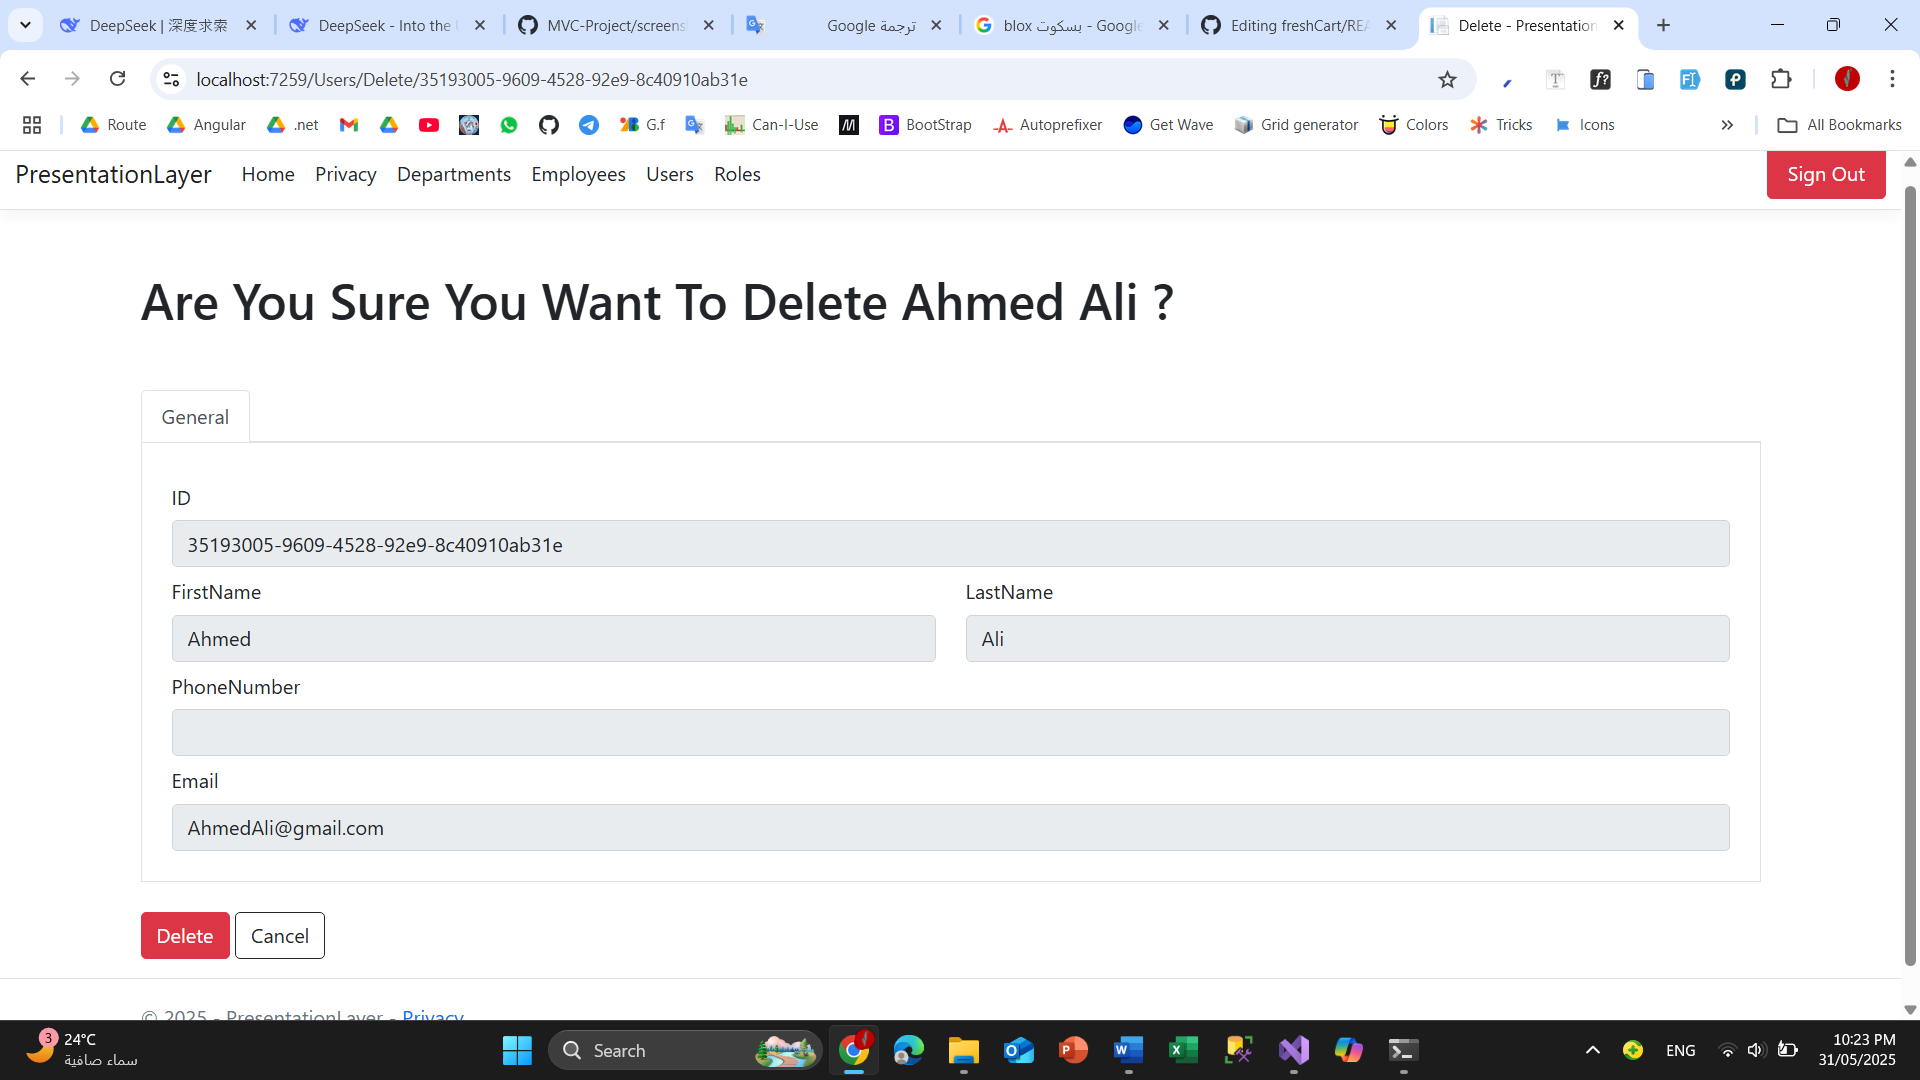 DeepSeek | 深度求索
DeepSeek - Into the
MVC-Project/screens
ترجمة Google
blox بسكوت - Google
Editing freshCart/REA
Delete - Presentation
localhost:7259/Users/Delete/35193005-9609-4528-92e9-8c40910ab31e
Route
Angular
.net
G.f
Can-I-Use
BootStrap
Autoprefixer
Get Wave
Grid generator
Colors
Tricks
Icons
All Bookmarks
PresentationLayer
Home
Privacy
Departments
Employees
Users
Roles
Sign Out
Are You Sure You Want To Delete Ahmed Ali ?
General
ID
35193005-9609-4528-92e9-8c40910ab31e
FirstName
LastName
Ahmed
Ali
PhoneNumber
Email
AhmedAli@gmail.com
Delete
Cancel
© 2025 - PresentationLayer - Privacy
3
24°C
سماء صافية
Search
ENG
10:23 PM
31/05/2025